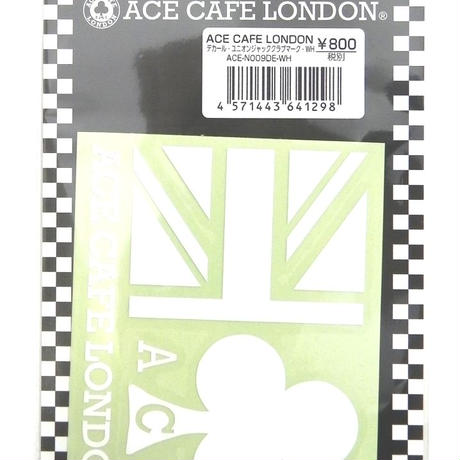 ACE CAFE LONDON®
LONDON
ACE CAFE LONDON ¥800
デカール・ユニオンジャッククラブマーク・WH 税別
ACE-N009DE-WH
4 571443 641298
ACE CAFE LONDO
A C